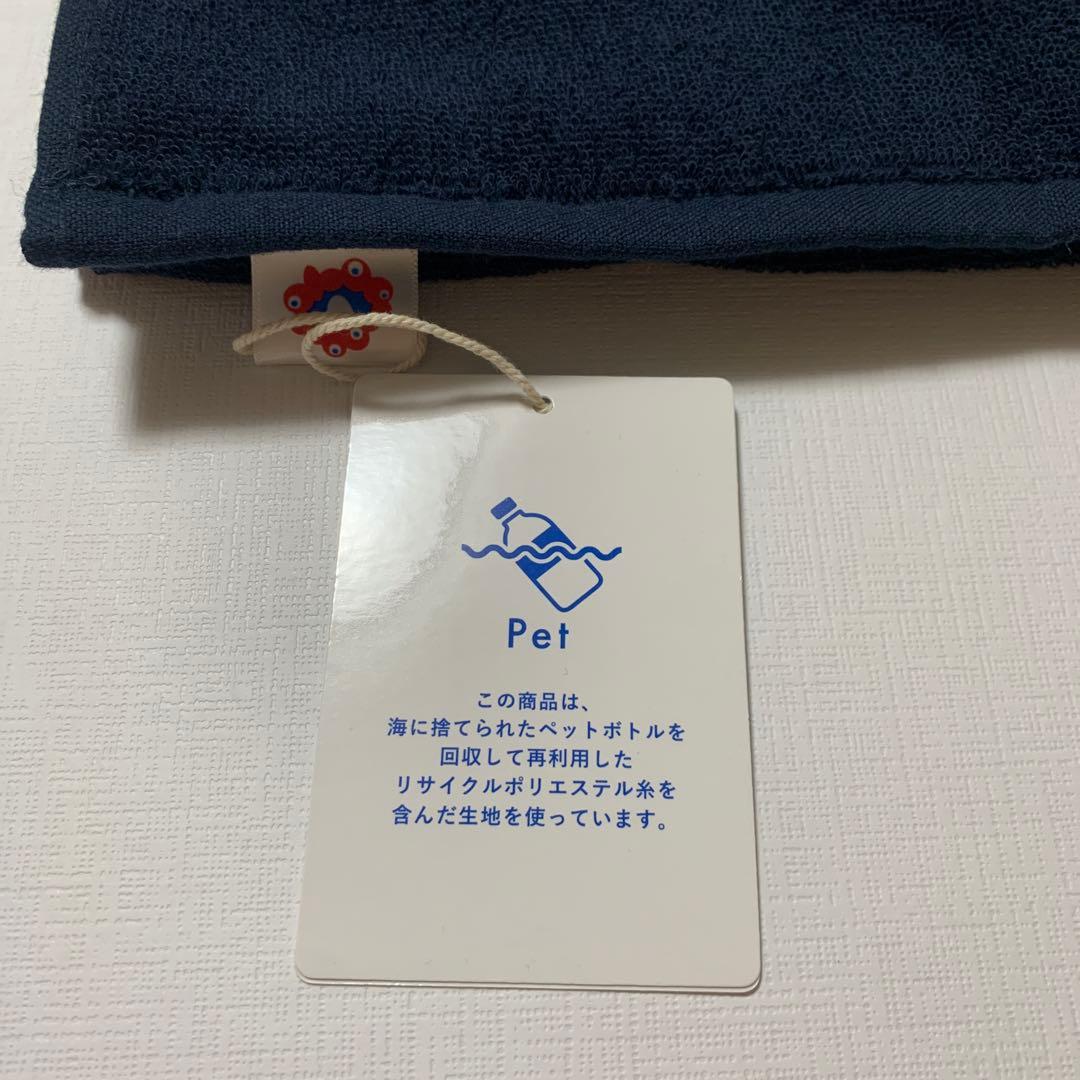 Pet
この商品は、
海に捨てられたペットボトルを
回収して再利用した
リサイクルポリエステル糸を
含んだ生地を使っています。